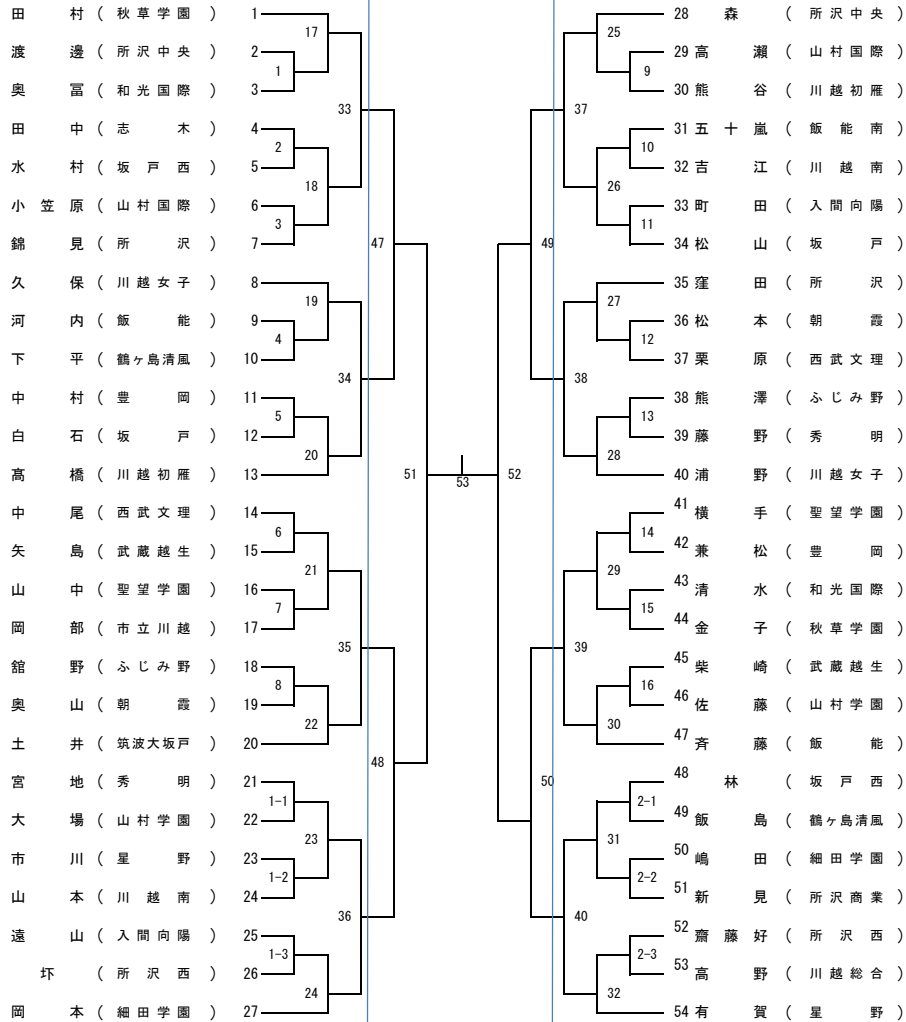 田村(秋草学園) 1
渡邊(所沢中央) 2
奥冨(和光国際) 3
田中(志木) 4
水村(坂戸西) 5
小笠原(山村国際) 6
錦見(所沢) 7
久保(川越女子) 8
河内(飯能) 9
下平(鶴ヶ島清風) 10
中村(豊岡) 11
白石(坂戸) 12
髙橋(川越初雁) 13
中尾(西武文理) 14
矢島(武蔵越生) 15
山中(聖望学園) 16
岡部(市立川越) 17
舘野(ふじみ野) 18
奥山(朝霞) 19
土井(筑波大坂戸) 20
宮地(秀明) 21
大場(山村学園) 22
市川(星野) 23
山本(川越南) 24
遠山(入間向陽) 25
圷(所沢西) 26
岡本(細田学園) 27
1
2
3
4
5
6
7
8
1-1
1-2
1-3
17
18
19
20
21
22
23
24
33
34
35
36
47
48
51
53
52
49
50
37
38
39
40
25
26
27
28
29
30
31
32
9
10
11
12
13
14
15
16
2-1
2-2
2-3
28 森(所沢中央)
29 高瀬(山村国際)
30 熊谷(川越初雁)
31 五十嵐(飯能南)
32 吉江(川越南)
33 町田(入間向陽)
34 松山(坂戸)
35 窪田(所沢)
36 松本(朝霞)
37 栗原(西武文理)
38 熊澤(ふじみ野)
39 藤野(秀明)
40 浦野(川越女子)
41 横手(聖望学園)
42 兼松(豊岡)
43 清水(和光国際)
44 金子(秋草学園)
45 柴崎(武蔵越生)
46 佐藤(山村学園)
47 斉藤(飯能)
48 林(坂戸西)
49 飯島(鶴ヶ島清風)
50 嶋田(細田学園)
51 新見(所沢商業)
52 齋藤好(所沢西)
53 高野(川越総合)
54 有賀(星野)